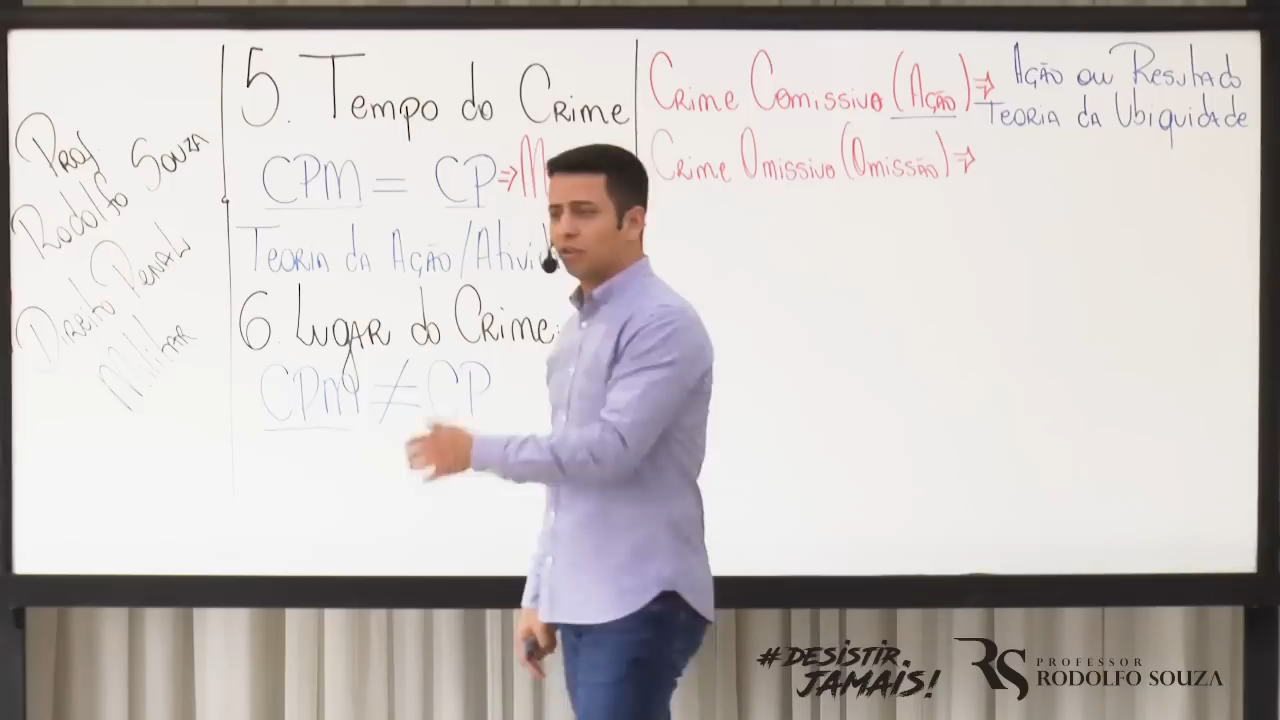 Prof.
Rodolfo Souza
Direito Penal
Militar
5. Tempo do Crime
CPM = CP ⇒ M
Teoria da Ação/Ativid
6. Lugar do Crime:
CPM ≠ CP
Crime Comissivo (Ação) ⇒ Ação ou Resultado
Teoria da Ubiquidade
Crime Omissivo (Omissão) ⇒
#DESISTIR
JAMAIS!
RS
PROFESSOR
RODOLFO SOUZA